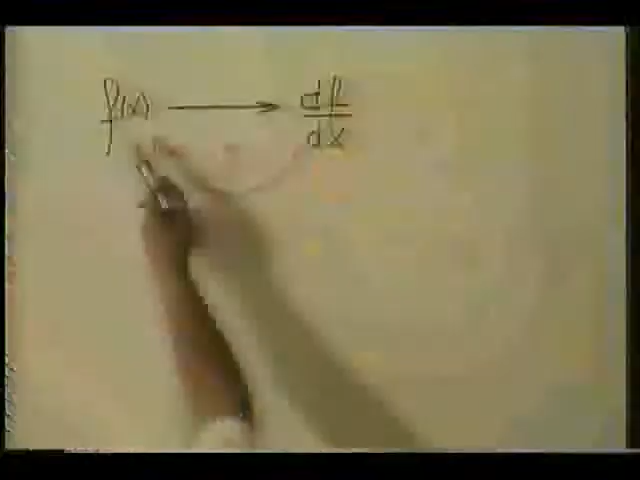 f(x) → df/dx